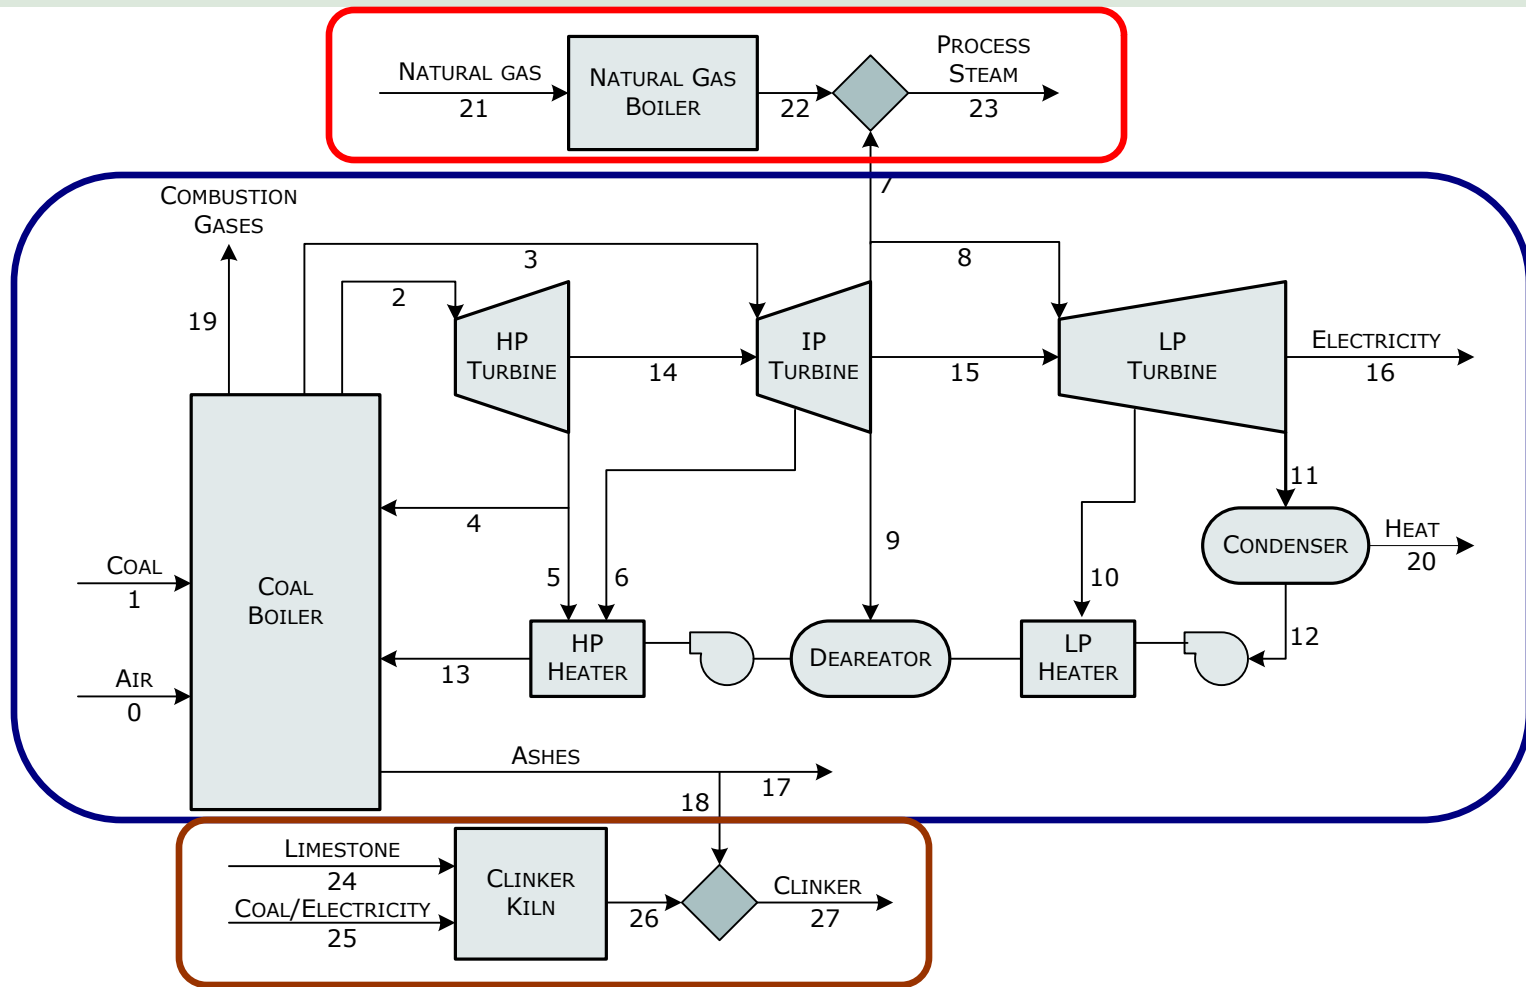 NATURAL GAS
21
NATURAL GAS
BOILER
22
PROCESS
STEAM
23
7
COMBUSTION
GASES
19
3
2
8
HP
TURBINE
14
IP
TURBINE
15
LP
TURBINE
ELECTRICITY
16
4
5
6
9
10
11
CONDENSER
HEAT
20
12
COAL
1
COAL
BOILER
AIR
0
13
HP
HEATER
DEAREATOR
LP
HEATER
ASHES
17
18
LIMESTONE
24
COAL/ELECTRICITY
25
CLINKER
KILN
26
CLINKER
27